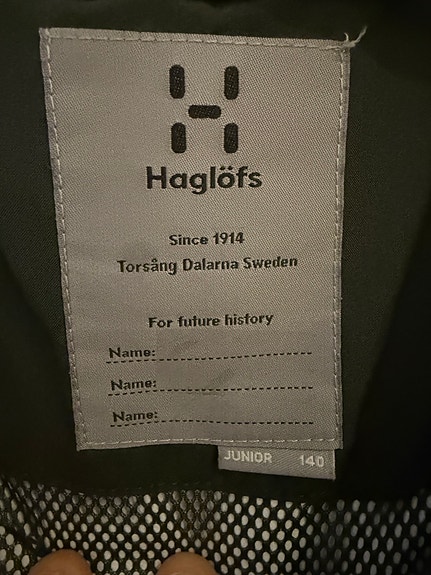 Haglöfs
Since 1914
Torsång Dalarna Sweden
For future history
Name:
Name:
Name:
JUNIOR 140